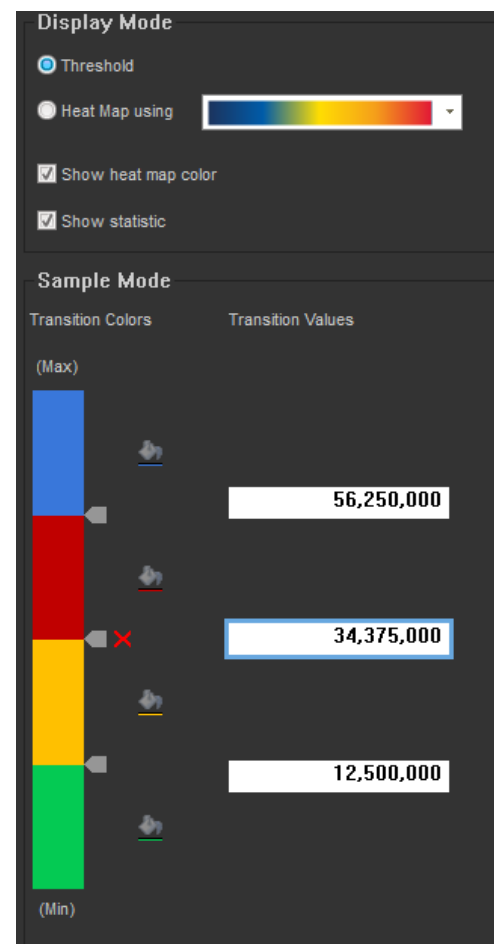 Display Mode
Threshold
Heat Map using
Show heat map color
Show statistic
Sample Mode
Transition Colors Transition Values
(Max)
56,250,000
34,375,000
12,500,000
(Min)